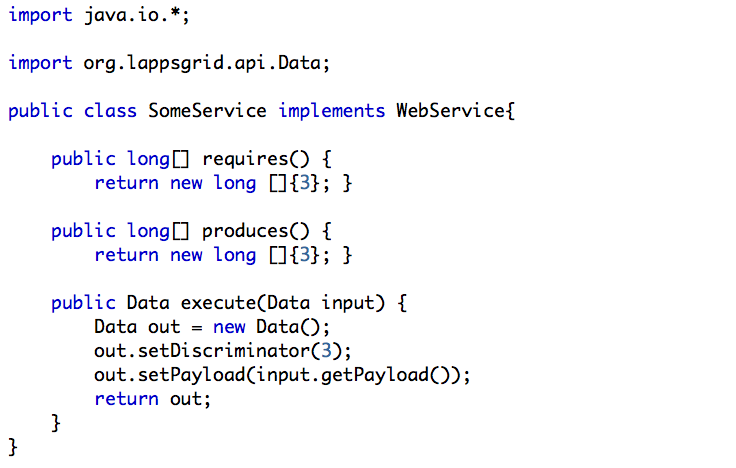 import java.io.*;

import org.lappsgrid.api.Data;

public class SomeService implements WebService{

    public long[] requires() {
        return new long []{3}; }

    public long[] produces() {
        return new long []{3}; }

    public Data execute(Data input) {
        Data out = new Data();
        out.setDiscriminator(3);
        out.setPayload(input.getPayload());
        return out;
    }
}